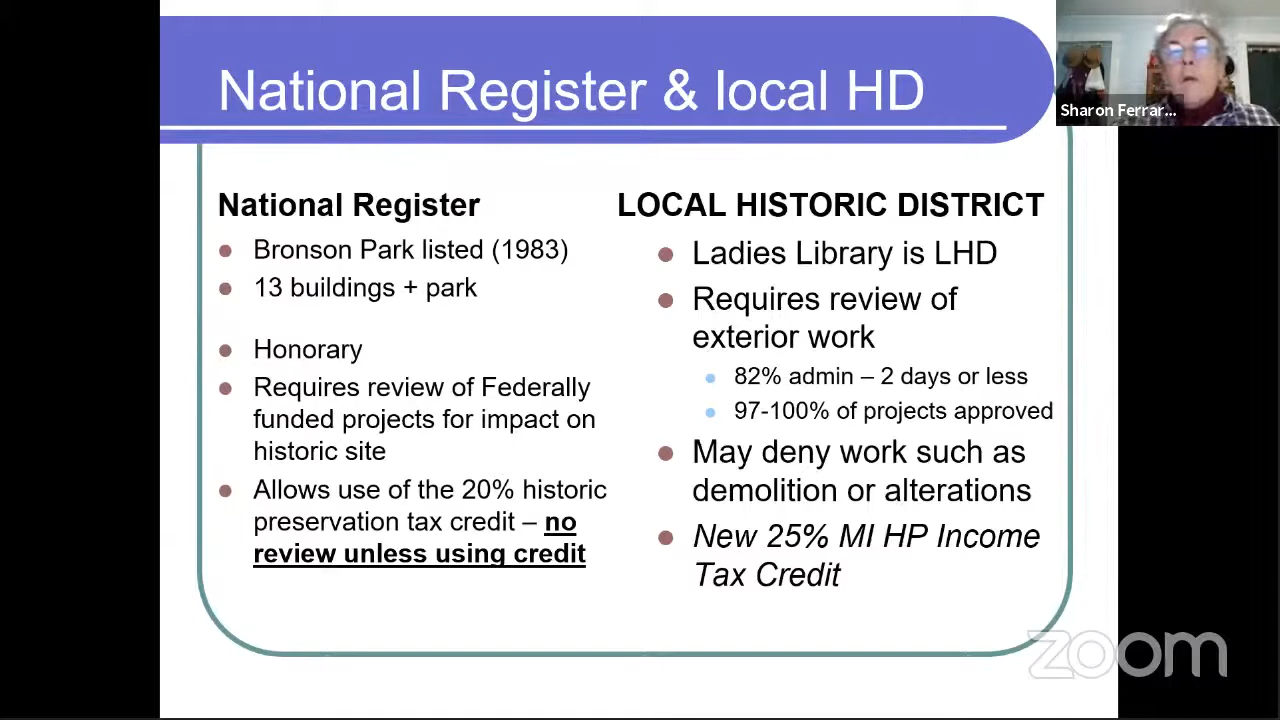 National Register & local HD
Sharon Ferrar...
National Register
Bronson Park listed (1983)
13 buildings + park
Honorary
Requires review of Federally
funded projects for impact on
historic site
Allows use of the 20% historic
preservation tax credit – no
review unless using credit
LOCAL HISTORIC DISTRICT
Ladies Library is LHD
Requires review of
exterior work
82% admin – 2 days or less
97-100% of projects approved
May deny work such as
demolition or alterations
New 25% MI HP Income
Tax Credit
zoom